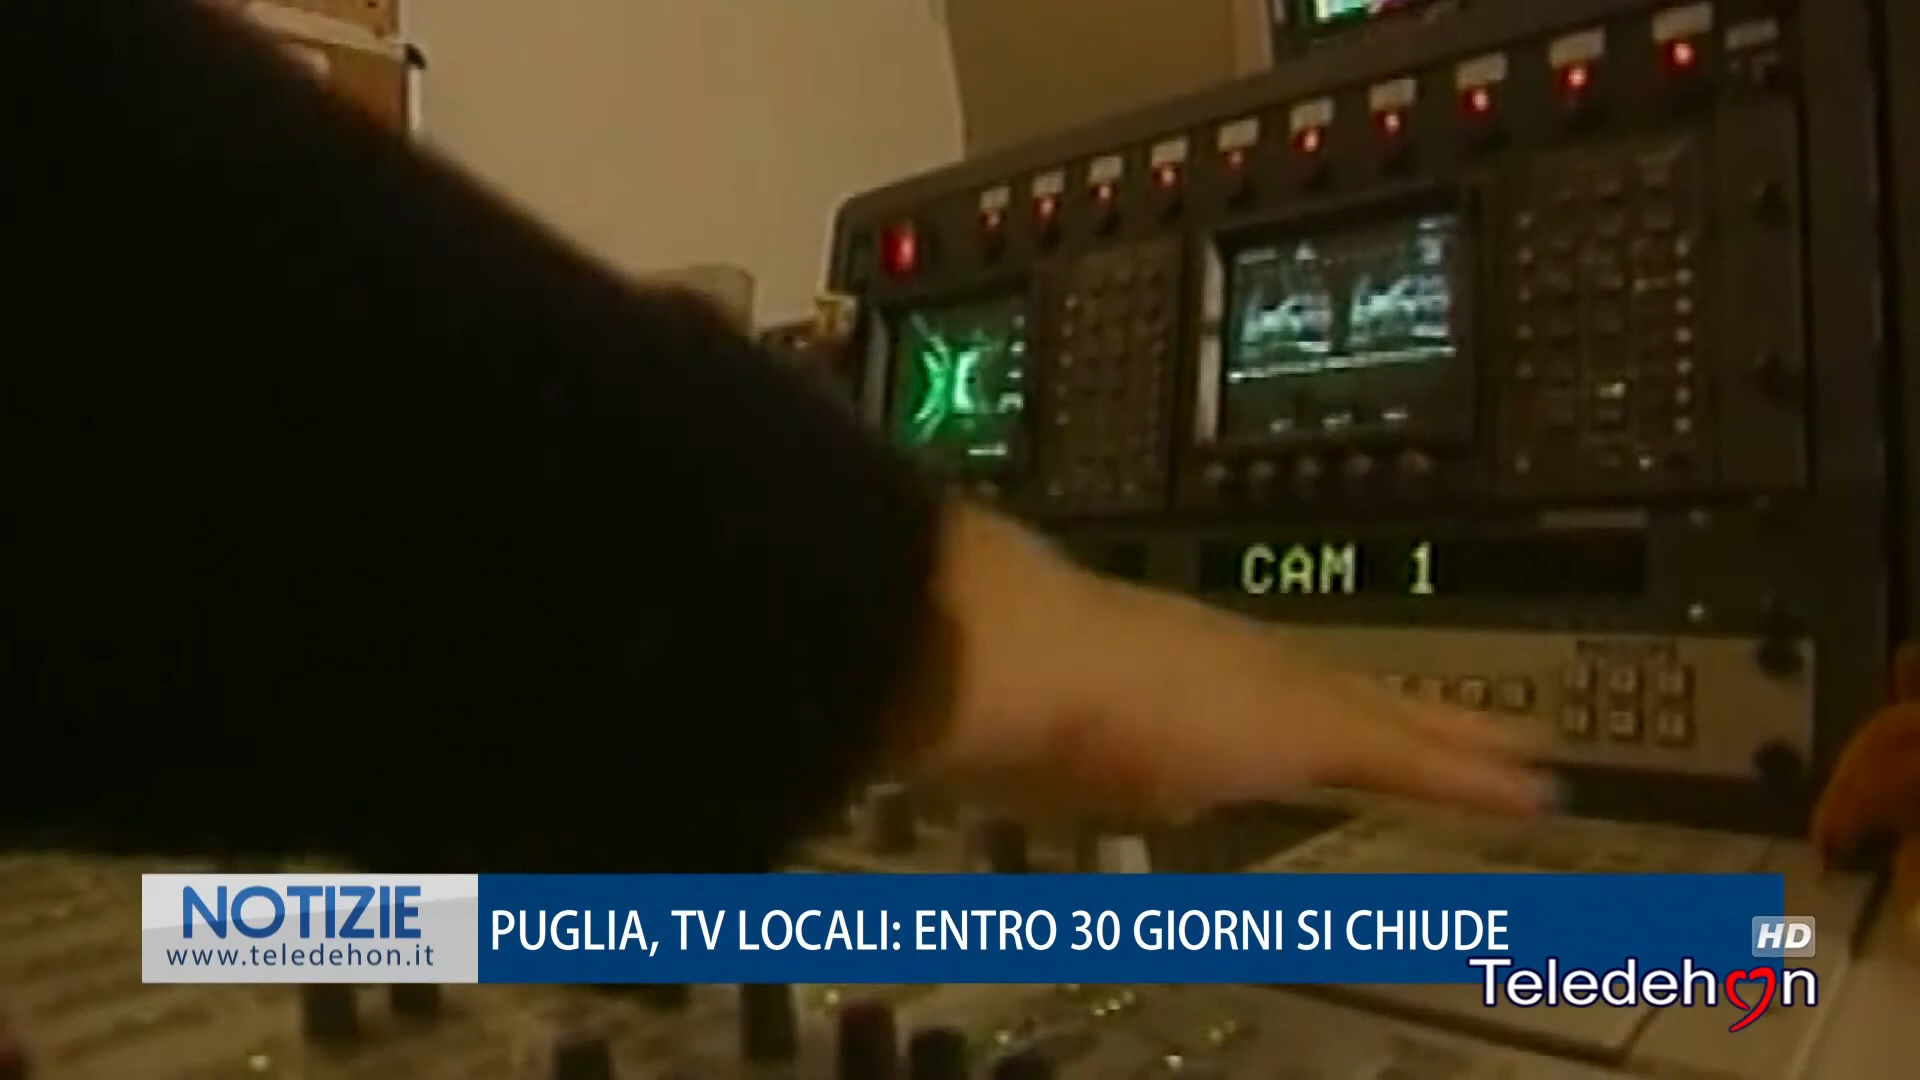 CAM 1
NOTIZIE
www.teledehon.it
PUGLIA, TV LOCALI: ENTRO 30 GIORNI SI CHIUDE
HD
Teledehon